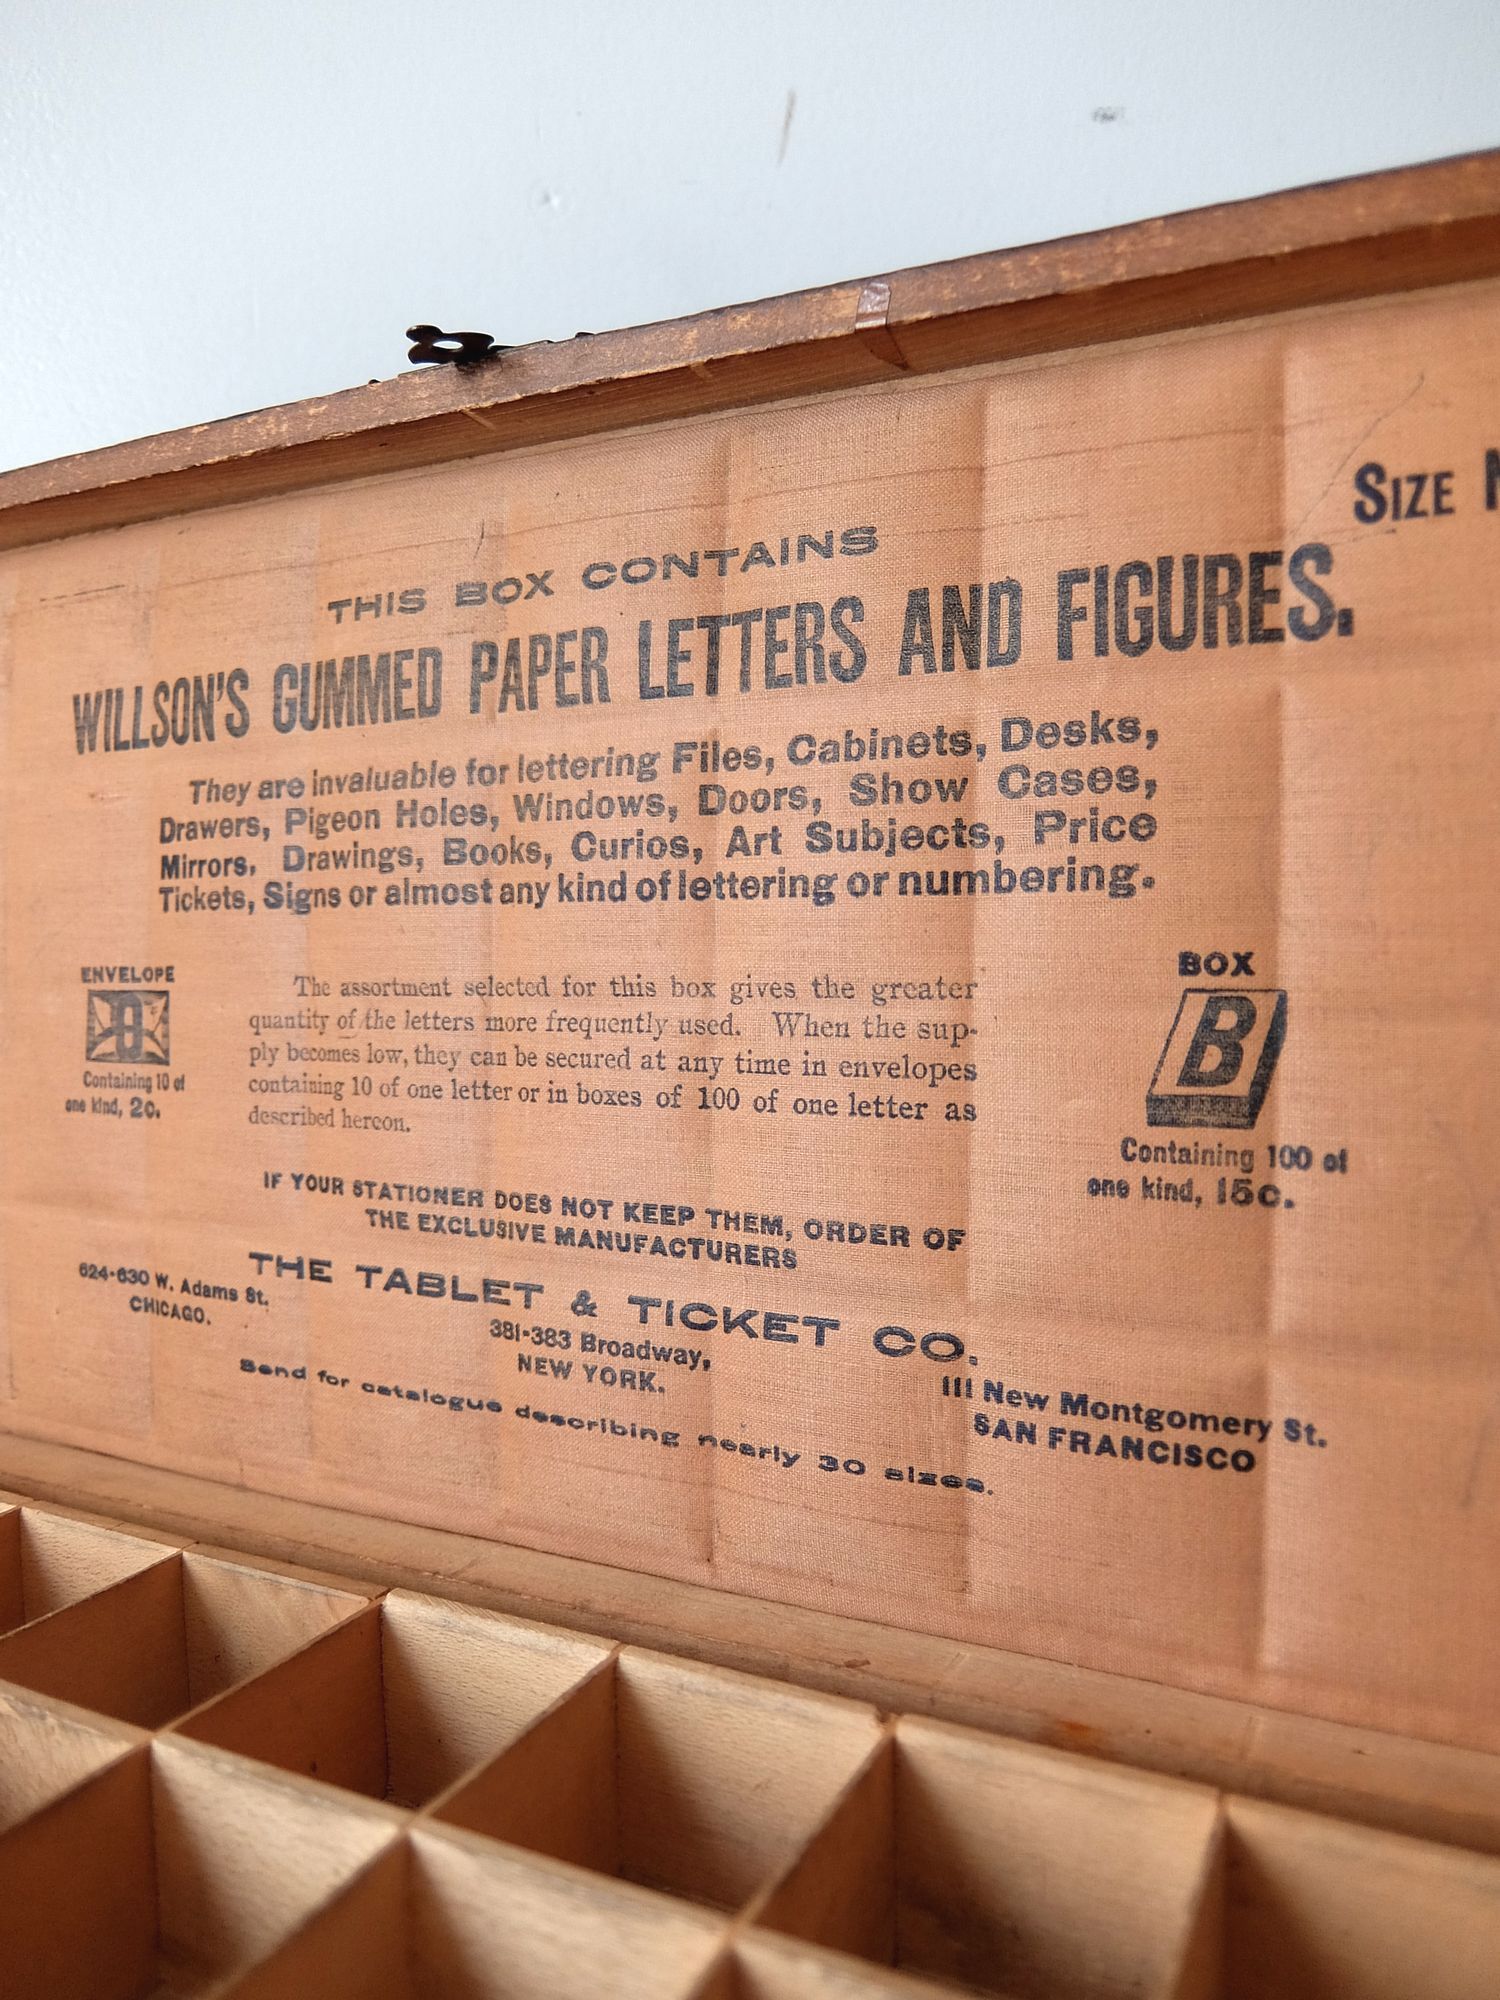 SIZE
THIS BOX CONTAINS
WILLSON'S GUMMED PAPER LETTERS AND FIGURES.
They are invaluable for lettering Files, Cabinets, Desks,
Drawers, Pigeon Holes, Windows, Doors, Show Cases,
Mirrors, Drawings, Books, Curios, Art Subjects, Price
Tickets, Signs or almost any kind of lettering or numbering.
ENVELOPE
Containing 10 of
one kind, 2c.
The assortment selected for this box gives the greater
quantity of the letters more frequently used. When the sup-
ply becomes low, they can be secured at any time in envelopes
containing 10 of one letter or in boxes of 100 of one letter as
described hereon.
BOX
B
Containing 100 of
one kind, 15c.
IF YOUR STATIONER DOES NOT KEEP THEM, ORDER OF
THE EXCLUSIVE MANUFACTURERS
THE TABLET & TICKET CO.
624-630 W. Adams St.
CHICAGO.
381-383 Broadway,
NEW YORK.
111 New Montgomery St.
SAN FRANCISCO
Send for catalogue describing nearly 30 sizes.